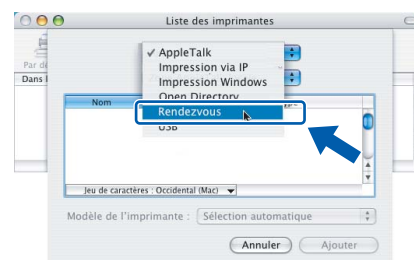 Liste des imprimantes
AppleTalk
Impression via IP
Par dé
Impression Windows
Dans l
Open Directory
Nom
Rendezvous
USB
Jeu de caractères : Occidental (Mac)
Modèle de l'imprimante : Sélection automatique
Annuler Ajouter